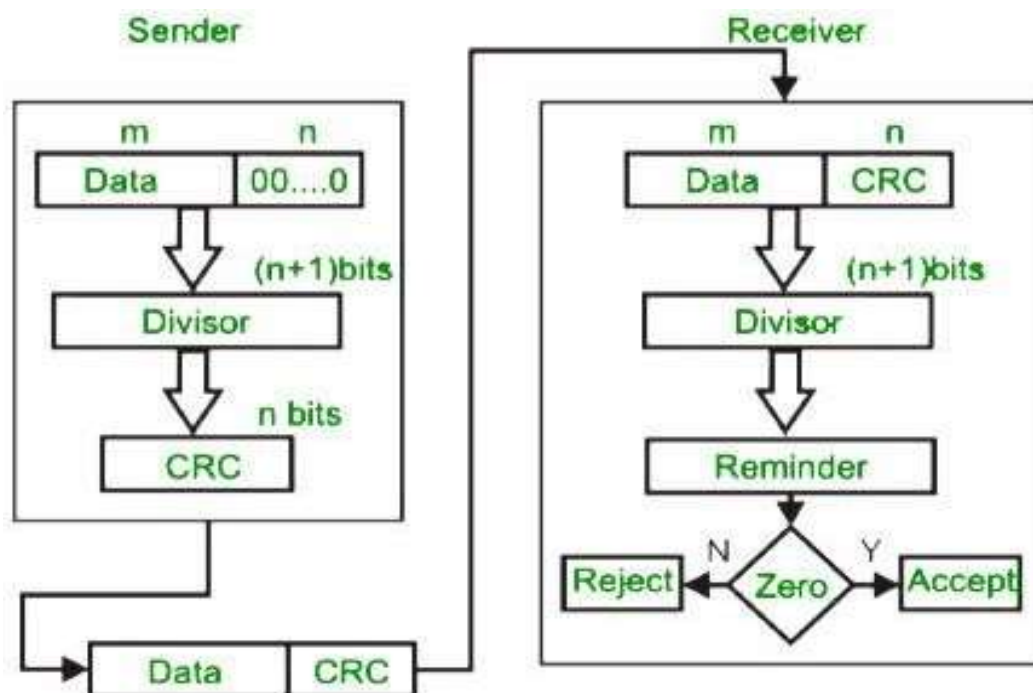 Sender
m n
Data 00....0
(n+1)bits
Divisor
n bits
CRC
Data CRC
Receiver
m n
Data CRC
(n+1)bits
Divisor
Reminder
N Y
Reject Zero Accept